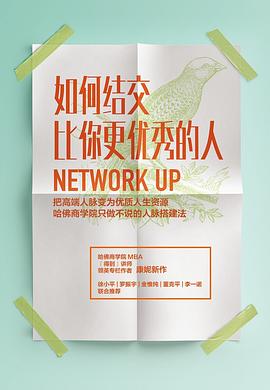 如何结交
比你更优秀的人
NETWORK UP
把高端人脉变为优质人生资源
哈佛商学院只做不说的人脉搭建法
哈佛商学院 MBA
「得到」讲师
领英专栏作者 康妮新作
徐小平 | 罗振宇 | 金惟纯 | 董克平 | 李一诺
联合推荐